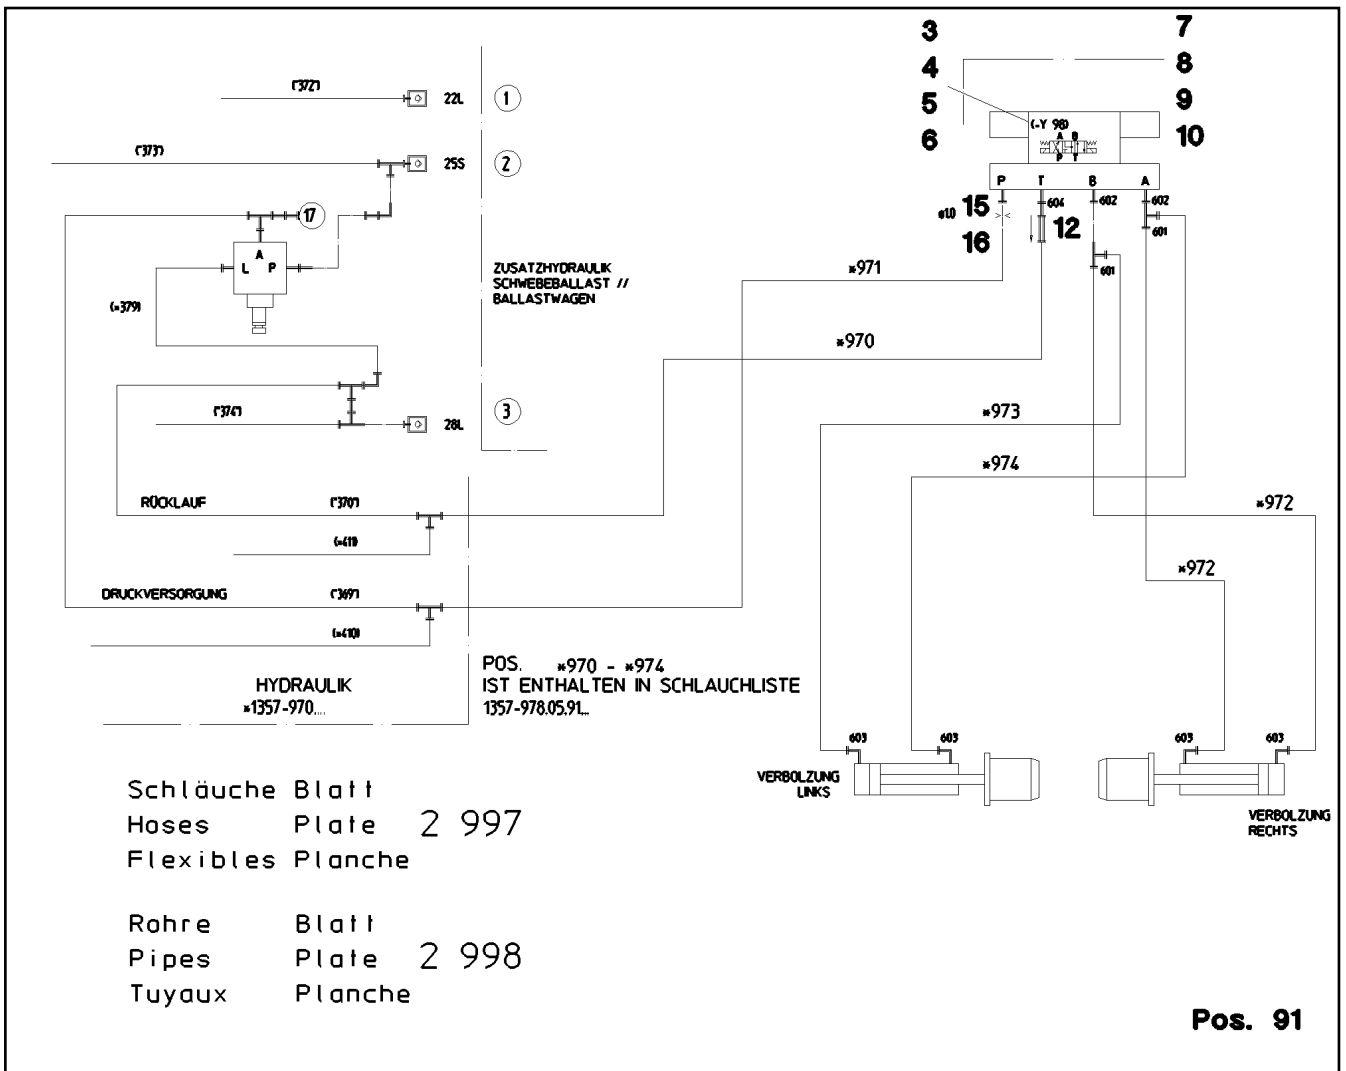 3
7
4
8
5
9
6
10
(*372*)
22L
1
(*373*)
25S
2
17
A
L
P
(*379)
(*374*)
28L
3
ZUSATZHYDRAULIK
SCHWEBEBALLAST //
BALLASTWAGEN
(-Y 98)
A B
P T
P
T
B
A
ø1.0
15
16
604
12
602
601
602
601
*971
*970
*973
*974
*972
*972
RÜCKLAUF
(*370*)
(*411)
DRUCKVERSORGUNG
(*369*)
(*410)
HYDRAULIK
*1357-970....
POS. *970 - *974
IST ENTHALTEN IN SCHLAUCHLISTE
1357-978.05.91...
603
603
603
603
VERBOLZUNG
LINKS
VERBOLZUNG
RECHTS
Schläuche Blatt
Hoses Plate 2 997
Flexibles Planche
Rohre Blatt
Pipes Plate 2 998
Tuyaux Planche
Pos. 91